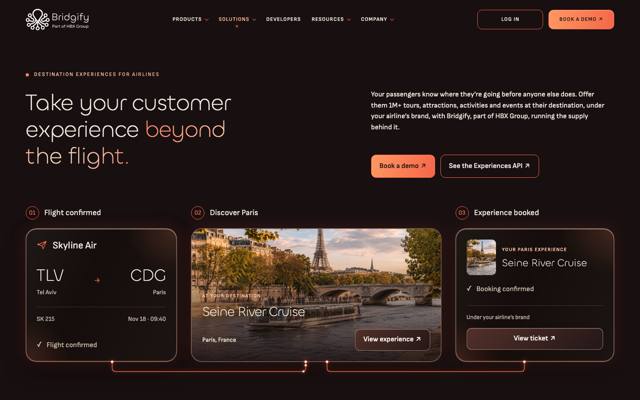 Bridgify
Part of HBX Group
PRODUCTS
SOLUTIONS
DEVELOPERS
RESOURCES
COMPANY
LOG IN
BOOK A DEMO ↗
DESTINATION EXPERIENCES FOR AIRLINES
Take your customer
experience beyond
the flight.
Your passengers know where they're going before anyone else does. Offer
them 1M+ tours, attractions, activities and events at their destination, under
your airline's brand, with Bridgify, part of HBX Group, running the supply
behind it.
Book a demo ↗
See the Experiences API ↗
01 Flight confirmed
Skyline Air
TLV → CDG
Tel Aviv Paris
SK 215 Nov 18 · 09:40
✓ Flight confirmed
02 Discover Paris
AT YOUR DESTINATION
Seine River Cruise
Paris, France
View experience ↗
03 Experience booked
YOUR PARIS EXPERIENCE
Seine River Cruise
✓ Booking confirmed
Under your airline's brand
View ticket ↗